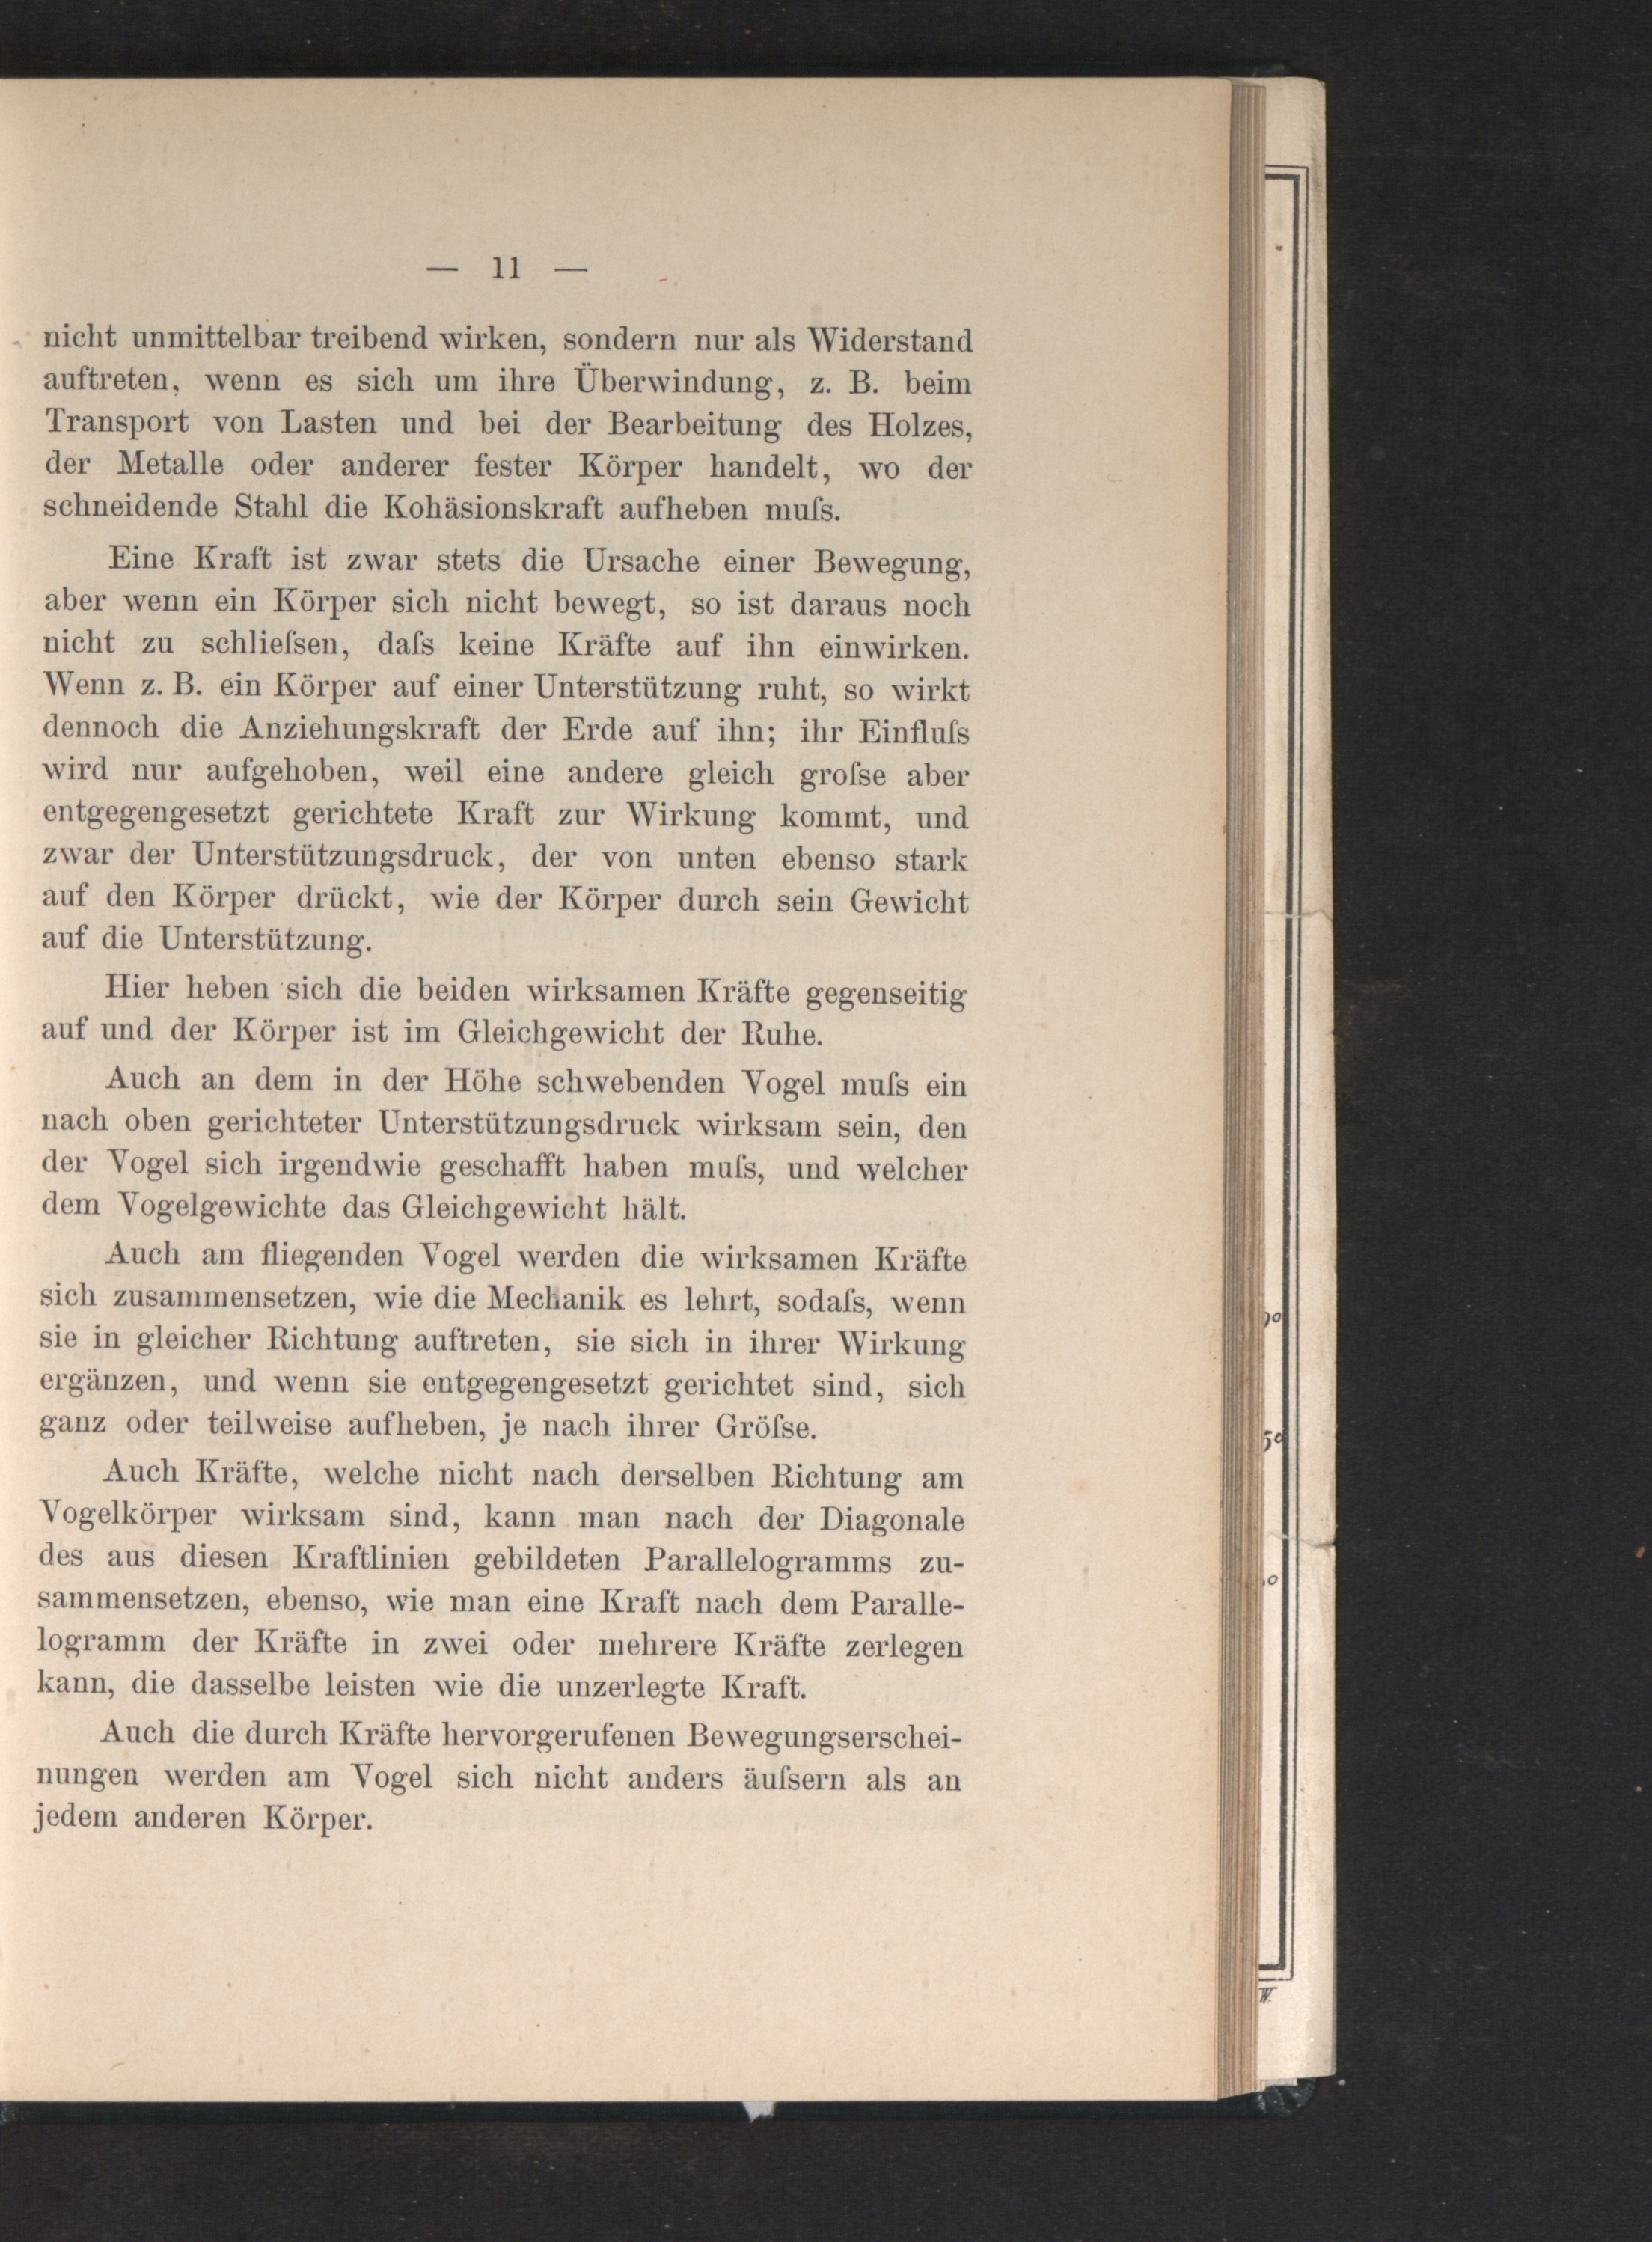 — 11 —
nicht unmittelbar treibend wirken, sondern nur als Widerstand
auftreten, wenn es sich um ihre Überwindung, z. B. beim
Transport von Lasten und bei der Bearbeitung des Holzes,
der Metalle oder anderer fester Körper handelt, wo der
schneidende Stahl die Kohäsionskraft aufheben muſs.
Eine Kraft ist zwar stets die Ursache einer Bewegung,
aber wenn ein Körper sich nicht bewegt, so ist daraus noch
nicht zu schlieſsen, daſs keine Kräfte auf ihn einwirken.
Wenn z. B. ein Körper auf einer Unterstützung ruht, so wirkt
dennoch die Anziehungskraft der Erde auf ihn; ihr Einfluſs
wird nur aufgehoben, weil eine andere gleich groſse aber
entgegengesetzt gerichtete Kraft zur Wirkung kommt, und
zwar der Unterstützungsdruck, der von unten ebenso stark
auf den Körper drückt, wie der Körper durch sein Gewicht
auf die Unterstützung.
Hier heben sich die beiden wirksamen Kräfte gegenseitig
auf und der Körper ist im Gleichgewicht der Ruhe.
Auch an dem in der Höhe schwebenden Vogel muſs ein
nach oben gerichteter Unterstützungsdruck wirksam sein, den
der Vogel sich irgendwie geschafft haben muſs, und welcher
dem Vogelgewichte das Gleichgewicht hält.
Auch am fliegenden Vogel werden die wirksamen Kräfte
sich zusammensetzen, wie die Mechanik es lehrt, sodaſs, wenn
sie in gleicher Richtung auftreten, sie sich in ihrer Wirkung
ergänzen, und wenn sie entgegengesetzt gerichtet sind, sich
ganz oder teilweise aufheben, je nach ihrer Gröſse.
Auch Kräfte, welche nicht nach derselben Richtung am
Vogelkörper wirksam sind, kann man nach der Diagonale
des aus diesen Kraftlinien gebildeten Parallelogramms zu-
sammensetzen, ebenso, wie man eine Kraft nach dem Paralle-
logramm der Kräfte in zwei oder mehrere Kräfte zerlegen
kann, die dasselbe leisten wie die unzerlegte Kraft.
Auch die durch Kräfte hervorgerufenen Bewegungserschei-
nungen werden am Vogel sich nicht anders äuſsern als an
jedem anderen Körper.
50
W.